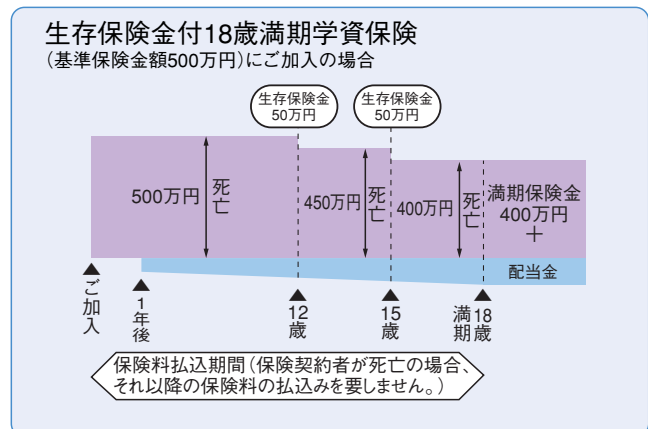 生存保険金付18歳満期学資保険
(基準保険金額500万円)にご加入の場合
生存保険金
50万円
生存保険金
50万円
500万円
死亡
450万円
死亡
400万円
死亡
満期保険金
400万円
+
配当金
ご加入
1年後
12歳
15歳
満期
18歳
保険料払込期間(保険契約者が死亡の場合、
それ以降の保険料の払込みを要しません。)